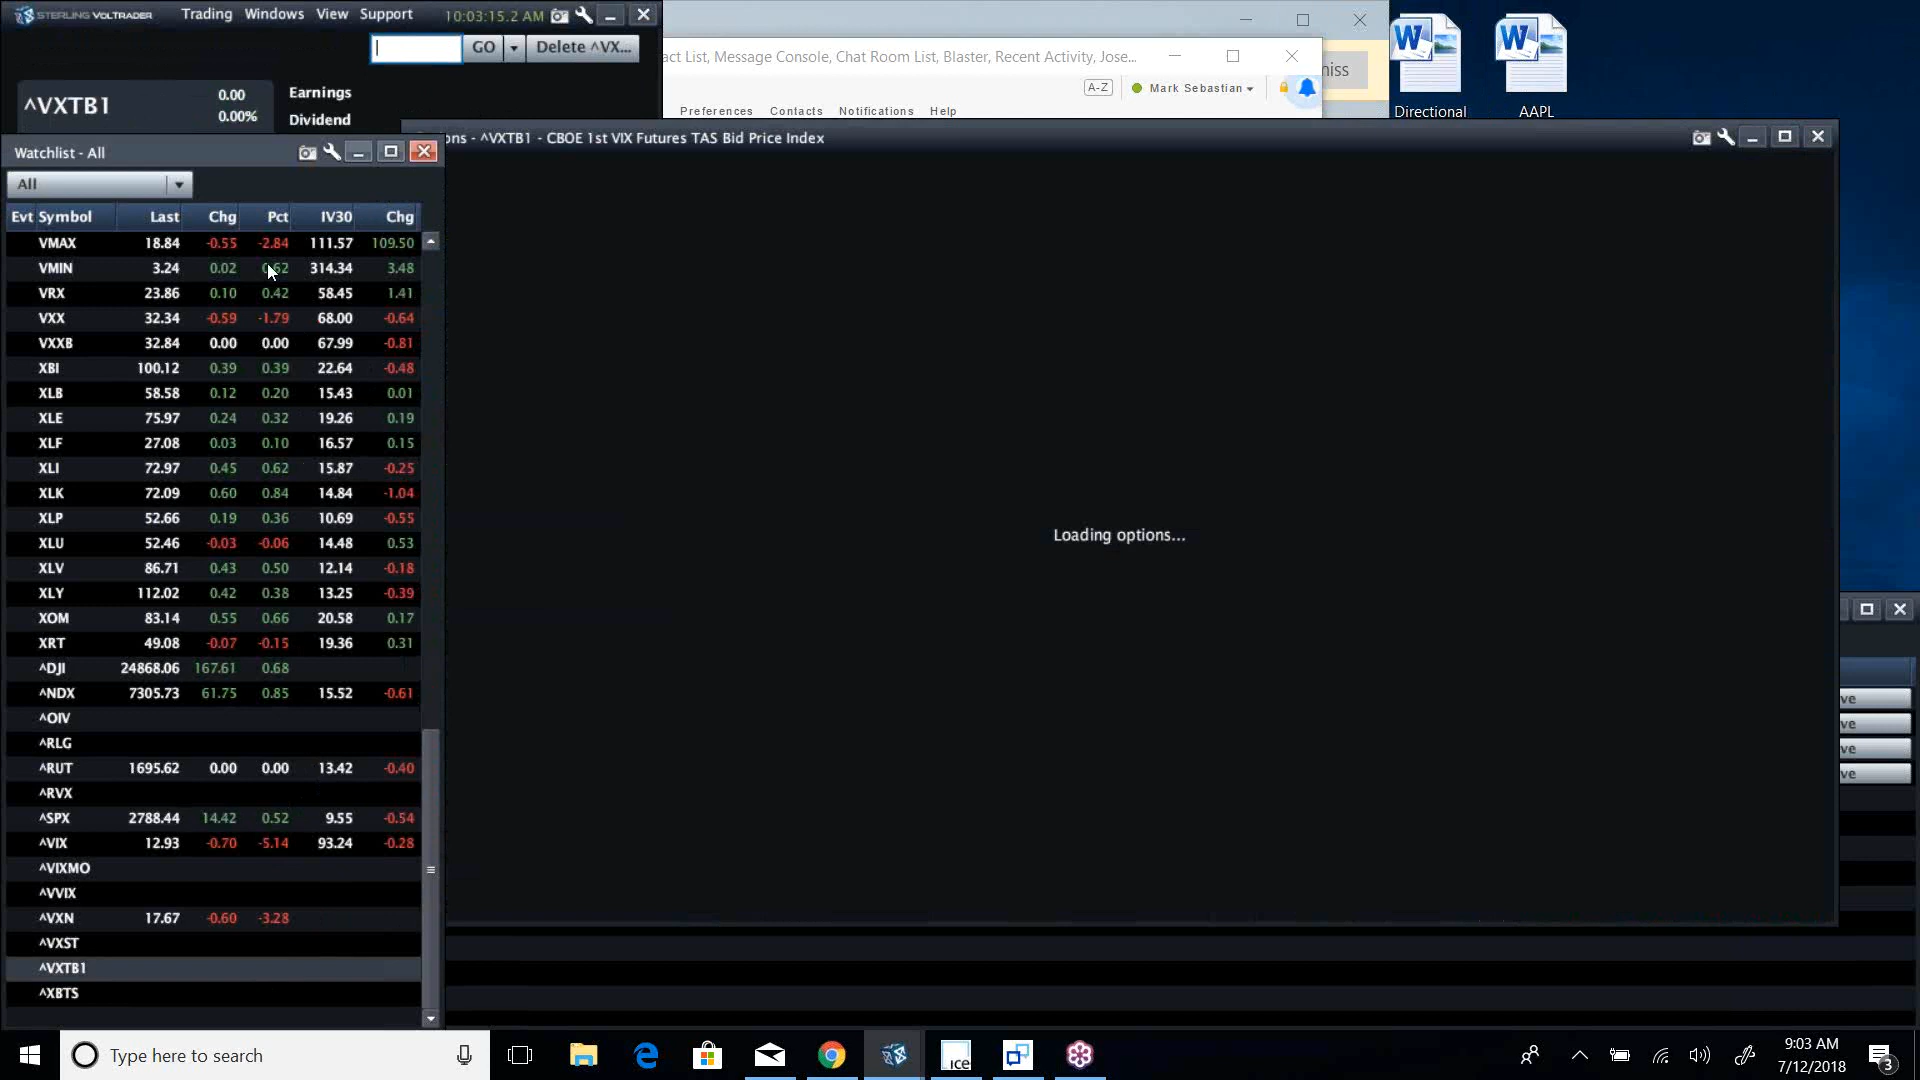 STERLING VOLTRADER Trading Windows View Support 10:03:15.2 AM
GO Delete ^VX...
^VXTB1 0.00 Earnings
0.00% Dividend
act List, Message Console, Chat Room List, Blaster, Recent Activity, Jose...
A-Z Mark Sebastian
Preferences Contacts Notifications Help
niss
Directional AAPL
ons - ^VXTB1 - CBOE 1st VIX Futures TAS Bid Price Index
Watchlist - All
All
Evt Symbol Last Chg Pct IV30 Chg
VMAX 18.84 -0.55 -2.84 111.57 109.50
VMIN 3.24 0.02 0.62 314.34 3.48
VRX 23.86 0.10 0.42 58.45 1.41
VXX 32.34 -0.59 -1.79 68.00 -0.64
VXXB 32.84 0.00 0.00 67.99 -0.81
XBI 100.12 0.39 0.39 22.64 -0.48
XLB 58.58 0.12 0.20 15.43 0.01
XLE 75.97 0.24 0.32 19.26 0.19
XLF 27.08 0.03 0.10 16.57 0.15
XLI 72.97 0.45 0.62 15.87 -0.25
XLK 72.09 0.60 0.84 14.84 -1.04
XLP 52.66 0.19 0.36 10.69 -0.55
XLU 52.46 -0.03 -0.06 14.48 0.53
XLV 86.71 0.43 0.50 12.14 -0.18
XLY 112.02 0.42 0.38 13.25 -0.39
XOM 83.14 0.55 0.66 20.58 0.17
XRT 49.08 -0.07 -0.15 19.36 0.31
^DJI 24868.06 167.61 0.68
^NDX 7305.73 61.75 0.85 15.52 -0.61
^OIV
^RLG
^RUT 1695.62 0.00 0.00 13.42 -0.40
^RVX
^SPX 2788.44 14.42 0.52 9.55 -0.54
^VIX 12.93 -0.70 -5.14 93.24 -0.28
^VIXMO
^VVIX
^VXN 17.67 -0.60 -3.28
^VXST
^VXTB1
^XBTS
Loading options...
ve
ve
ve
ve
Type here to search
ice
9:03 AM
7/12/2018
3